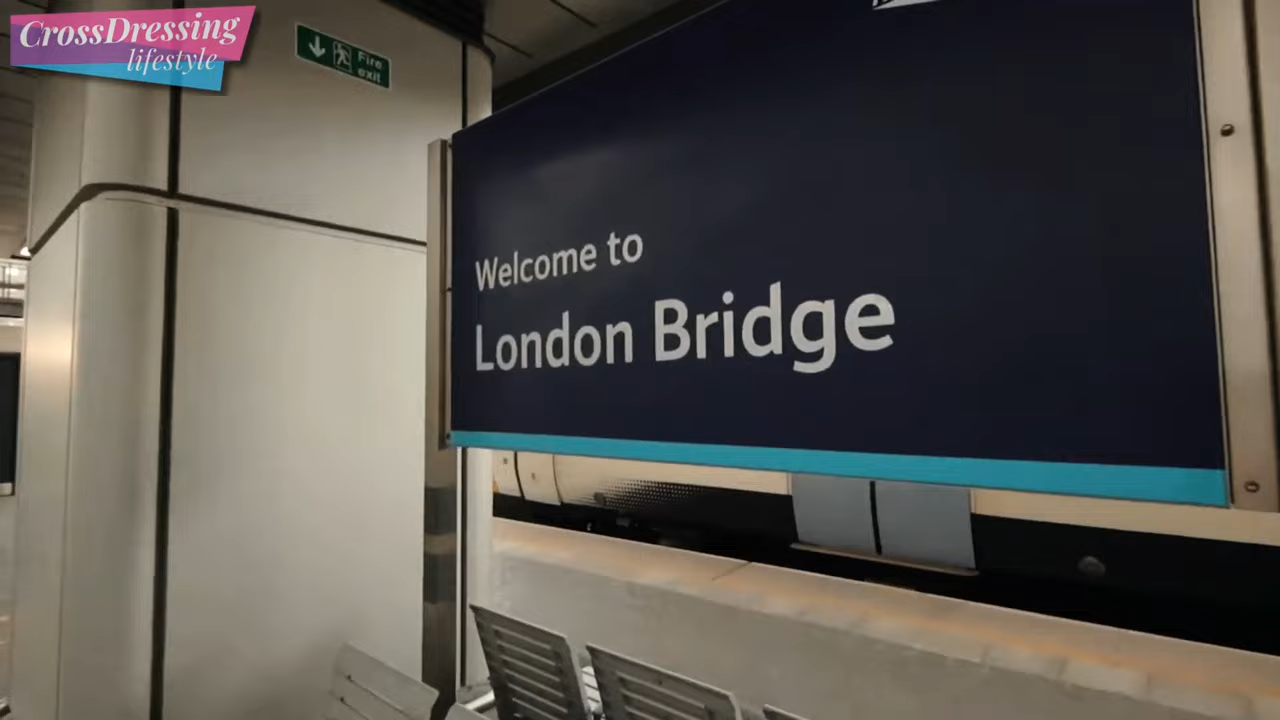 CrossDressing
lifestyle
Fire
exit
Welcome to
London Bridge